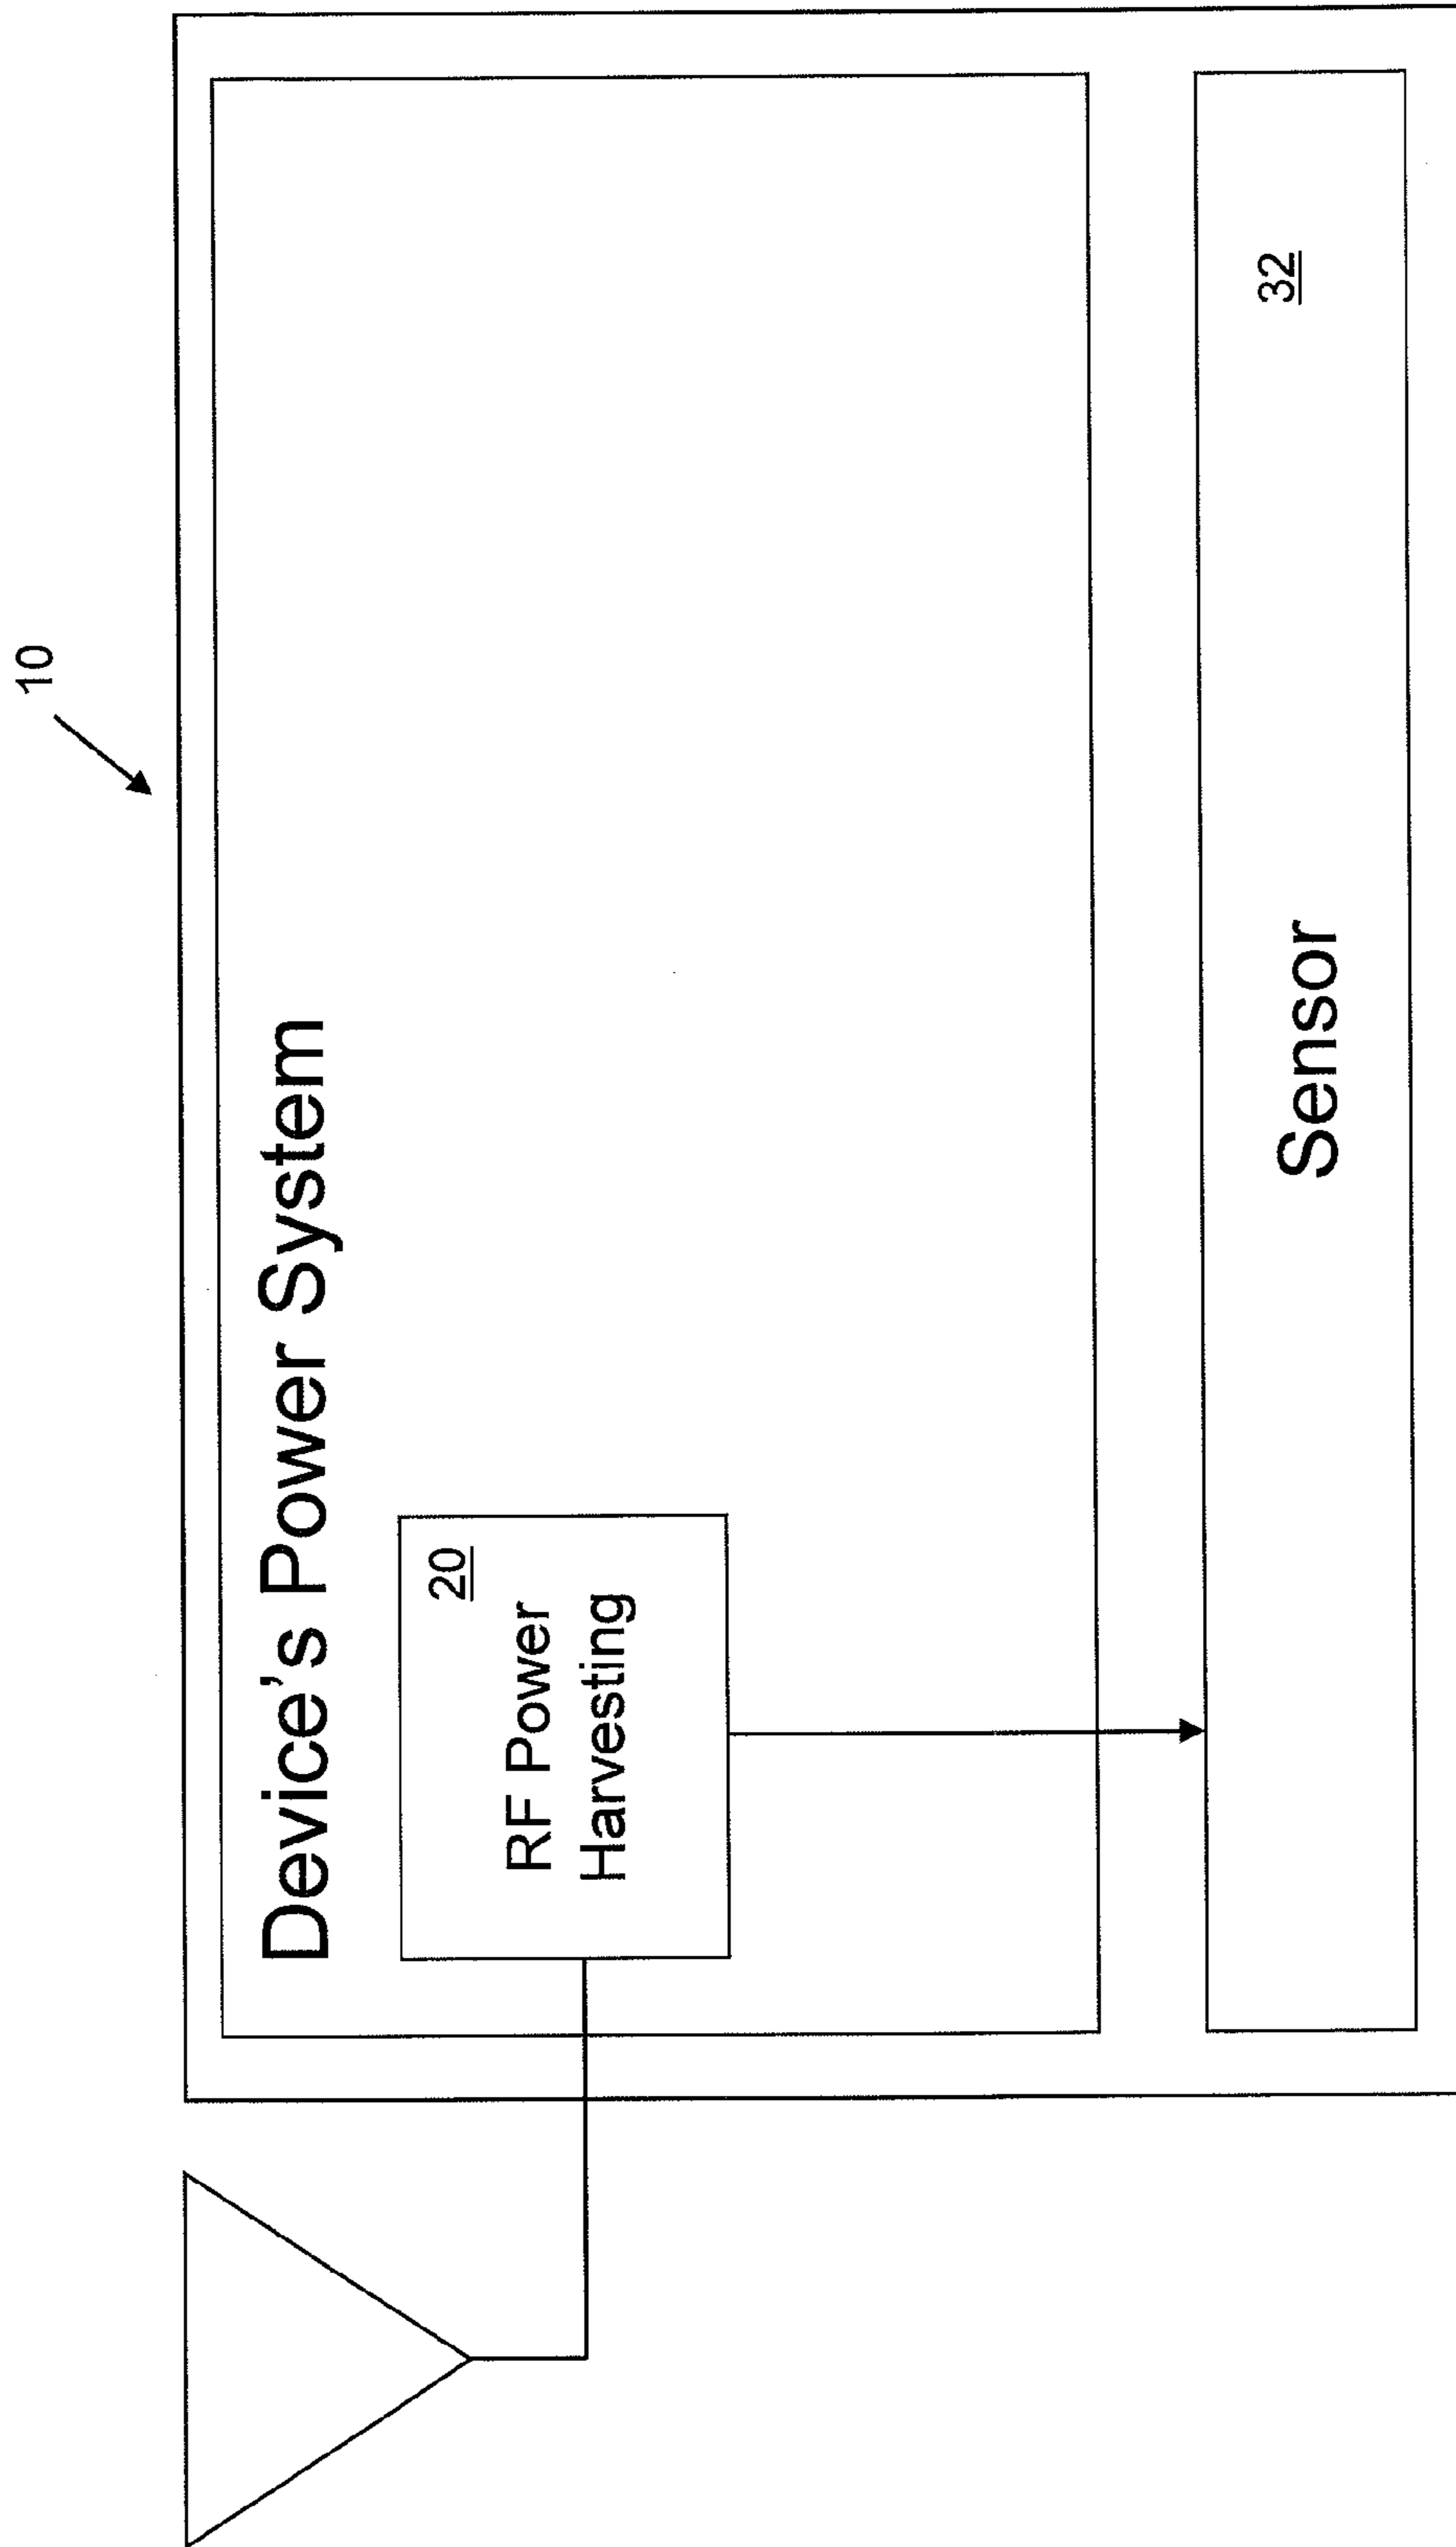 10
Device's Power System
20
RF Power
Harvesting
32
Sensor